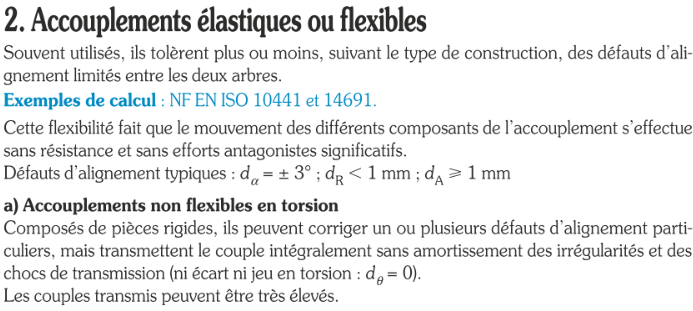 2. Accouplements élastiques ou flexibles
Souvent utilisés, ils tolèrent plus ou moins, suivant le type de construction, des défauts d'ali-
gnement limités entre les deux arbres.
Exemples de calcul : NF EN ISO 10441 et 14691.
Cette flexibilité fait que le mouvement des différents composants de l'accouplement s'effectue
sans résistance et sans efforts antagonistes significatifs.
Défauts d'alignement typiques : dα = ± 3° ; dR < 1 mm ; dA ⩾ 1 mm
a) Accouplements non flexibles en torsion
Composés de pièces rigides, ils peuvent corriger un ou plusieurs défauts d'alignement parti-
culiers, mais transmettent le couple intégralement sans amortissement des irrégularités et des
chocs de transmission (ni écart ni jeu en torsion : dθ = 0).
Les couples transmis peuvent être très élevés.